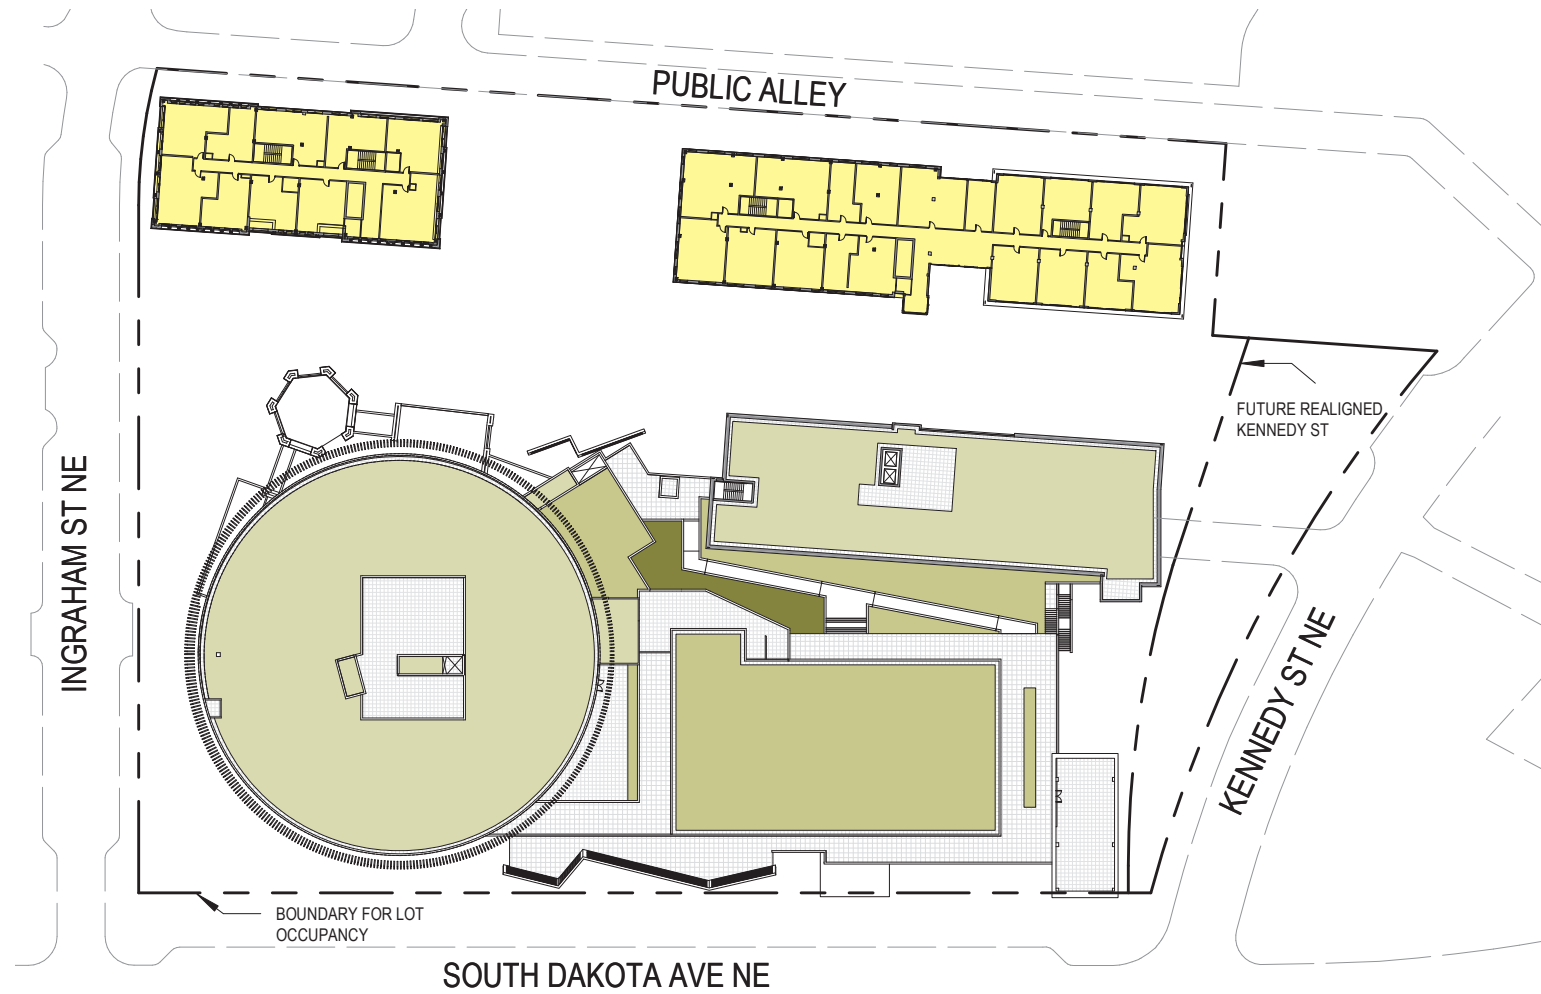 PUBLIC ALLEY
FUTURE REALIGNED
KENNEDY ST
INGRAHAM ST NE
KENNEDY ST NE
BOUNDARY FOR LOT
OCCUPANCY
SOUTH DAKOTA AVE NE